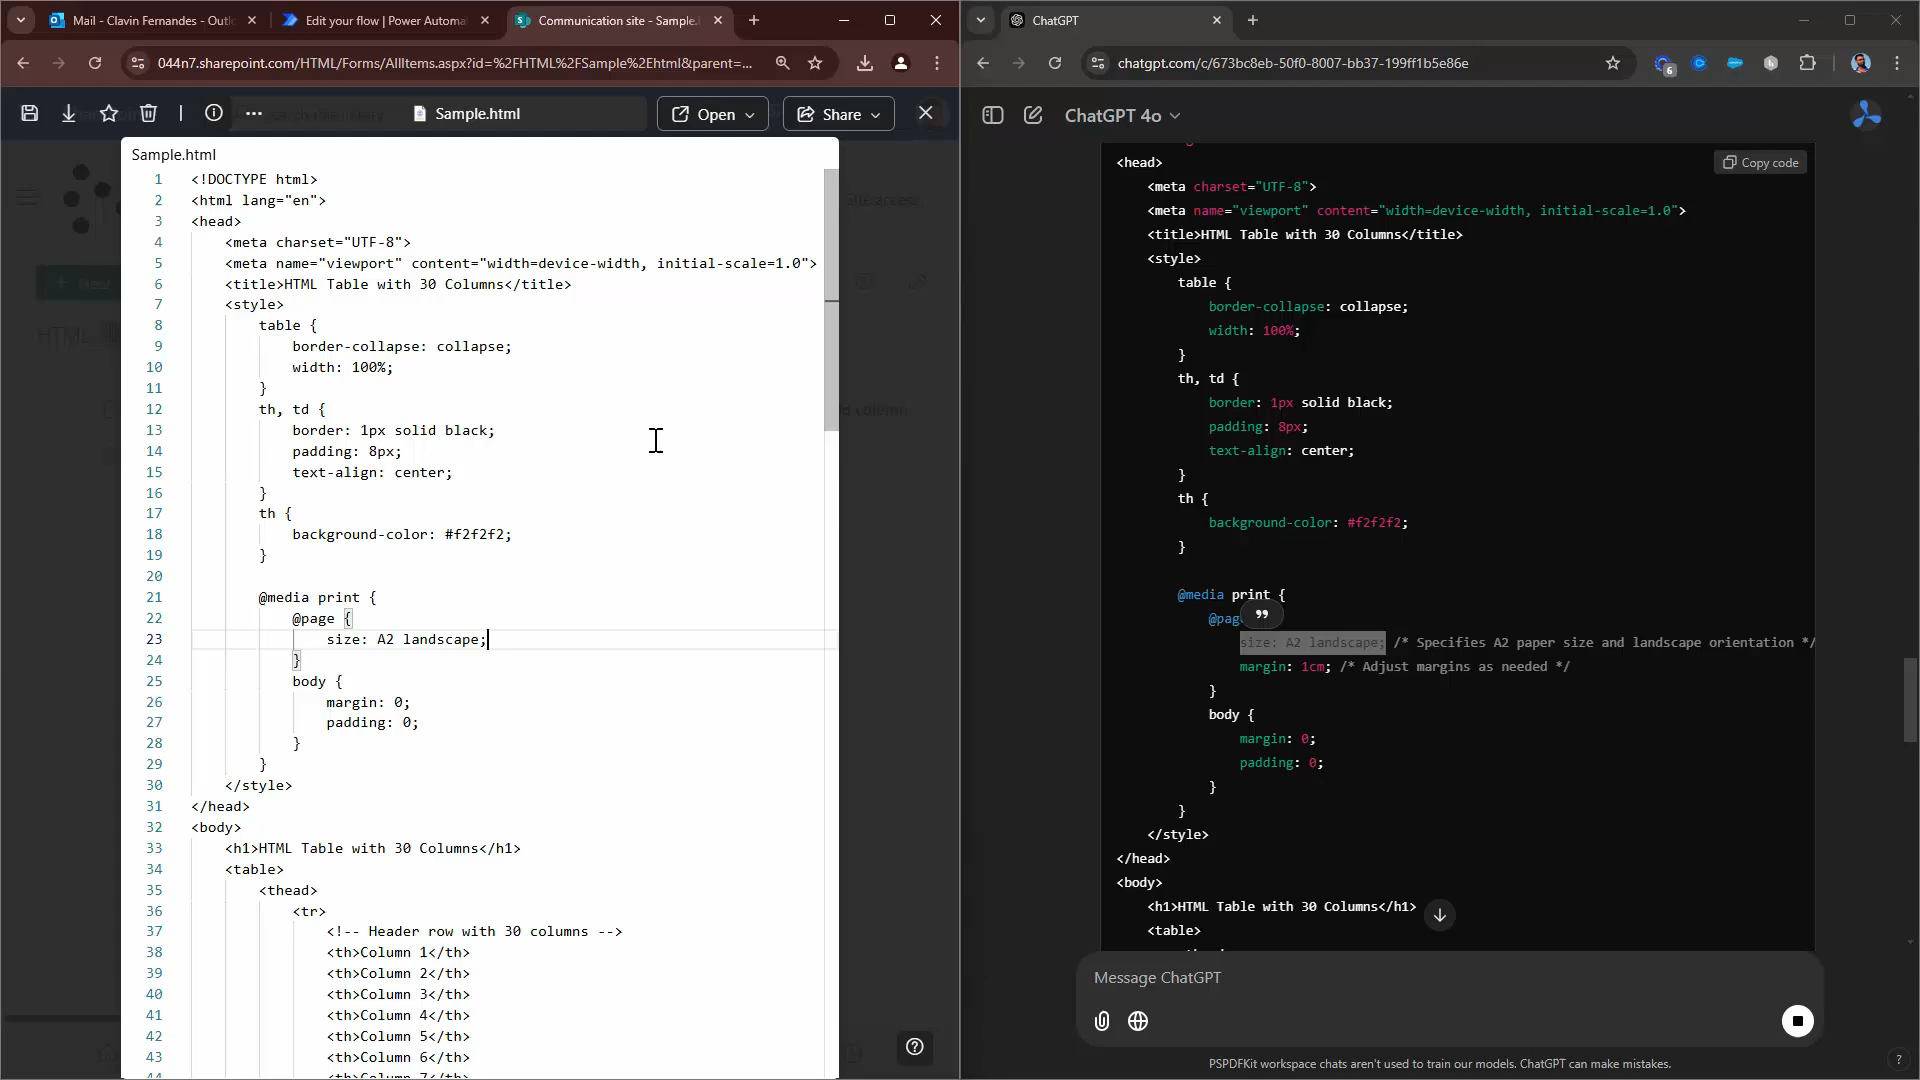 Mail - Clavin Fernandes - Outl
Edit your flow | Power Automa
Communication site - Sample.
044n7.sharepoint.com/HTML/Forms/AllItems.aspx?id=%2FHTML%2FSample%2Ehtml&parent=...
Sample.html
Open
Share
Sample.html
1 <!DOCTYPE html>
2 <html lang="en">
3 <head>
4 <meta charset="UTF-8">
5 <meta name="viewport" content="width=device-width, initial-scale=1.0">
6 <title>HTML Table with 30 Columns</title>
7 <style>
8 table {
9 border-collapse: collapse;
10 width: 100%;
11 }
12 th, td {
13 border: 1px solid black;
14 padding: 8px;
15 text-align: center;
16 }
17 th {
18 background-color: #f2f2f2;
19 }
20
21 @media print {
22 @page {
23 size: A2 landscape;
24 }
25 body {
26 margin: 0;
27 padding: 0;
28 }
29 }
30 </style>
31 </head>
32 <body>
33 <h1>HTML Table with 30 Columns</h1>
34 <table>
35 <thead>
36 <tr>
37 <!-- Header row with 30 columns -->
38 <th>Column 1</th>
39 <th>Column 2</th>
40 <th>Column 3</th>
41 <th>Column 4</th>
42 <th>Column 5</th>
43 <th>Column 6</th>
New
HTML
ChatGPT
chatgpt.com/c/673bc8eb-50f0-8007-bb37-199ff1b5e86e
6
ChatGPT 4o
Copy code
<head>
<meta charset="UTF-8">
<meta name="viewport" content="width=device-width, initial-scale=1.0">
<title>HTML Table with 30 Columns</title>
<style>
table {
border-collapse: collapse;
width: 100%;
}
th, td {
border: 1px solid black;
padding: 8px;
text-align: center;
}
th {
background-color: #f2f2f2;
}
@media print {
@pag
size: A2 landscape; /* Specifies A2 paper size and landscape orientation */
margin: 1cm; /* Adjust margins as needed */
}
body {
margin: 0;
padding: 0;
}
}
</style>
</head>
<body>
<h1>HTML Table with 30 Columns</h1>
<table>
Message ChatGPT
PSPDFKit workspace chats aren't used to train our models. ChatGPT can make mistakes.
?